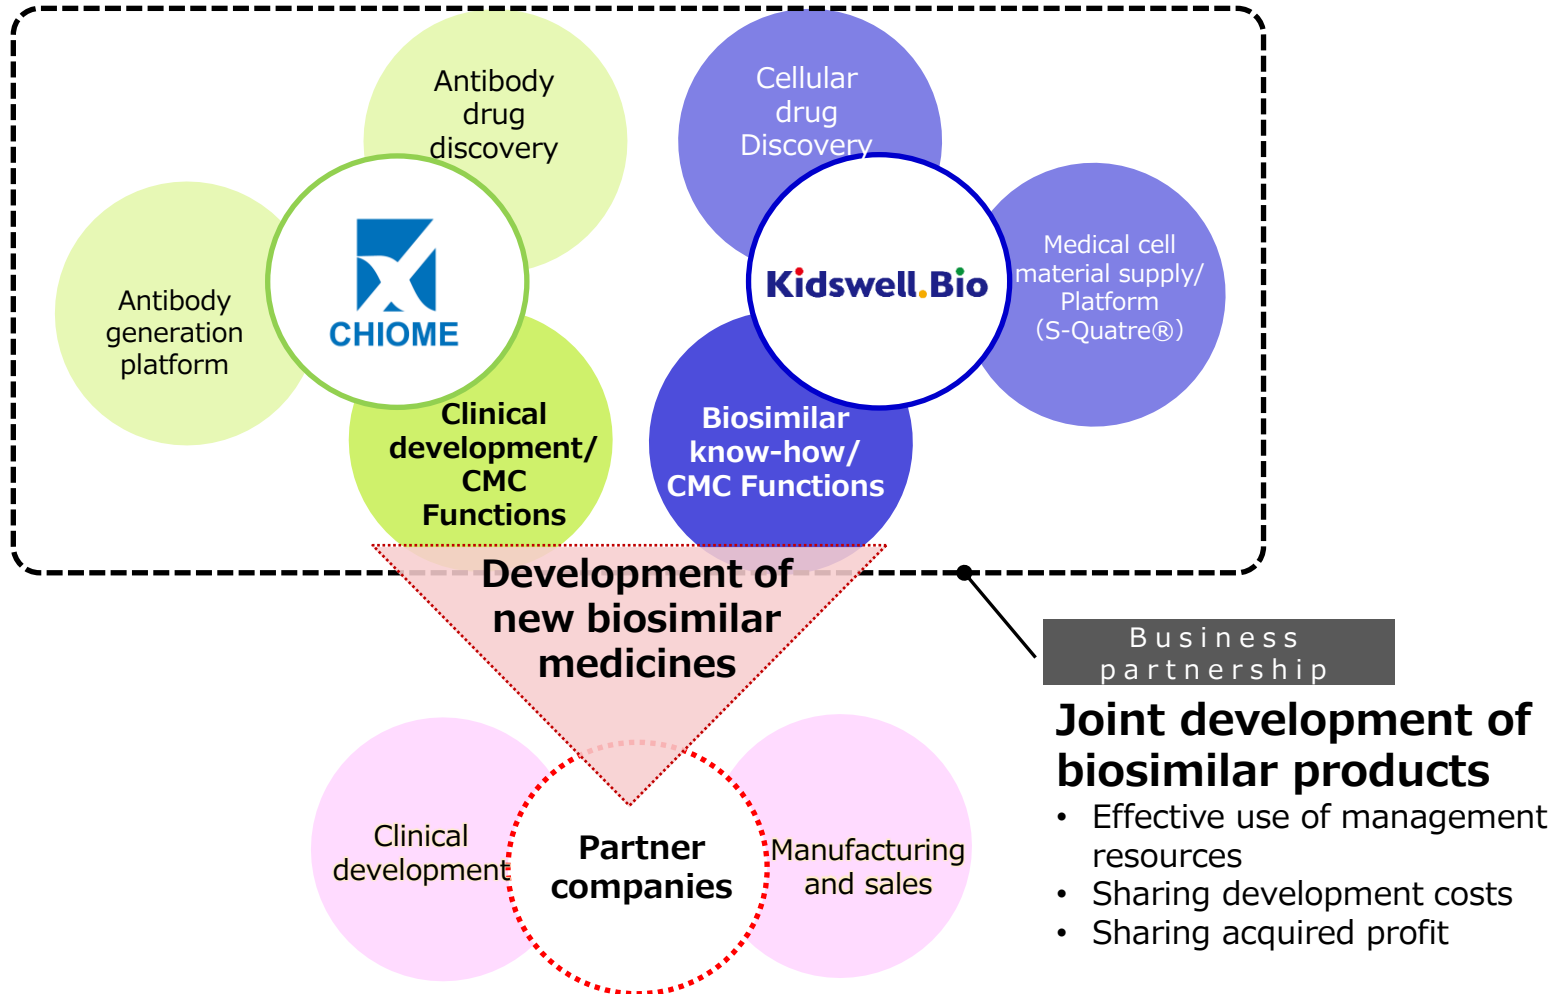 Antibody
drug
discovery
Cellular
drug
Discovery
Antibody
generation
platform
CHIOME
Kidswell.Bio
Medical cell
material supply/
Platform
（S-Quatre®）
Clinical
development/
CMC
Functions
Biosimilar
know-how/
CMC Functions
Development of
new biosimilar
medicines
Business
partnership
Joint development of
biosimilar products
• Effective use of management
resources
• Sharing development costs
• Sharing acquired profit
Clinical
development
Partner
companies
Manufacturing
and sales